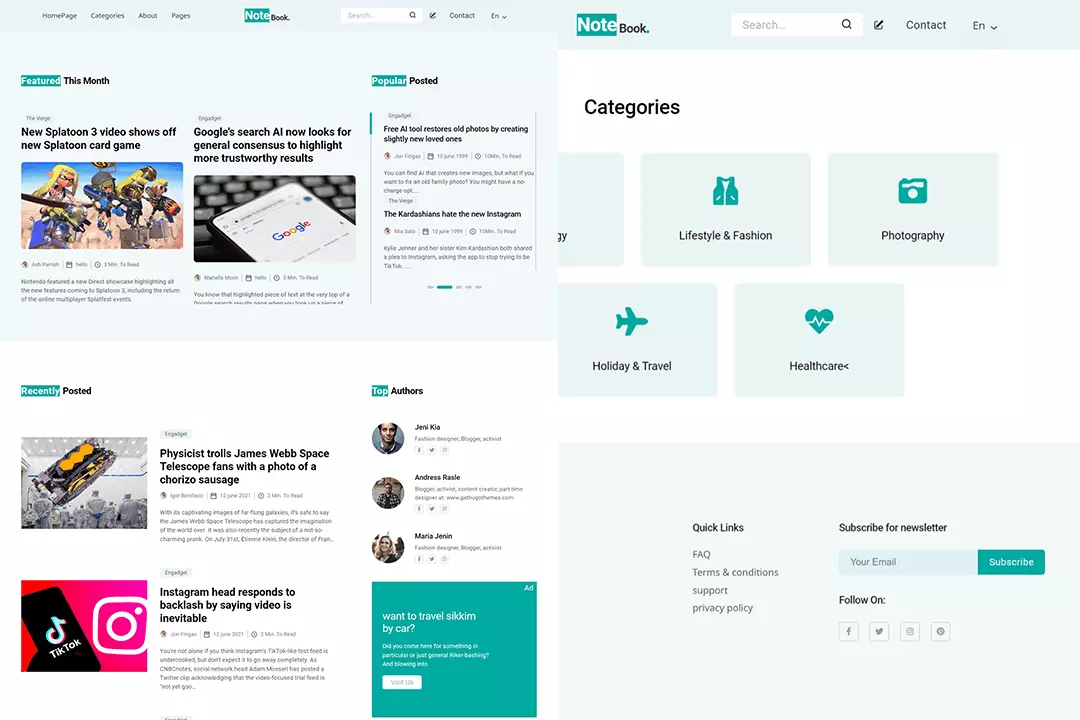 HomePage Categories About Pages Note Book. Search... Contact En
Featured This Month
The Verge
New Splatoon 3 video shows off
new Splatoon card game
Ash Parrish hello 3 Min. To Read
Nintendo featured a new Direct showcase highlighting all
the new features coming to Splatoon 3, including the return
of the online multiplayer Splatfest events.
Engadget
Google's search AI now looks for
general consensus to highlight
more trustworthy results
Google
Manella Moon hello 3 Min. To Read
You know that highlighted piece of text at the very top of a
Google search results page when you look up a piece of
Popular Posted
Engadget
Free AI tool restores old photos by creating
slightly new loved ones
Jon Fingas 10 june 1999 10Min. To Read
You can find AI that creates new images, but what if you
want to fix an old family photo? You might have a no-
charge opt....
The Verge
The Kardashians hate the new Instagram
Mia Sato 10 june 1999 10Min. To Read
Kylie Jenner and her sister Kim Kardashian both shared
a plea to Instagram, asking the app to stop trying to be
TikTok. ....
Recently Posted
Engadget
Physicist trolls James Webb Space
Telescope fans with a photo of a
chorizo sausage
Igor Bonifacic 12 june 2021 3 Min. To Read
With its captivating images of far-flung galaxies, it's safe to say
the James Webb Space Telescope has captured the imagination
of the world over. It was also recently the subject of a not-so-
charming prank. On July 31st, Étienne Klein, the director of Fran...
Engadget
Instagram head responds to
backlash by saying video is
inevitable
TikTok
Jon Fingas 12 june 2021 3 Min. To Read
You're not alone if you think Instagram's TikTok-like test feed is
undercooked, but don't expect it to go away completely. As
CNBCnotes, social network head Adam Mosseri has posted a
Twitter clip acknowledging that the video-focused trial feed is
"not yet goo...
Engadget
Top Authors
Jeni Kia
Fashion designer, Blogger, activist
Andress Rasle
Blogger, activist, content creator, part time
designer at: www.gethugothemes.com
Maria Jenin
Fashion designer, Blogger, activist
Ad
want to travel sikkim
by car?
Did you come here for something in
particular or just general Riker-bashing?
And blowing into
Visit Us
Note Book. Search... Contact En
Categories
gy
Lifestyle & Fashion
Photography
Holiday & Travel
Healthcare<
Quick Links
FAQ
Terms & conditions
support
privacy policy
Subscribe for newsletter
Your Email Subscribe
Follow On: